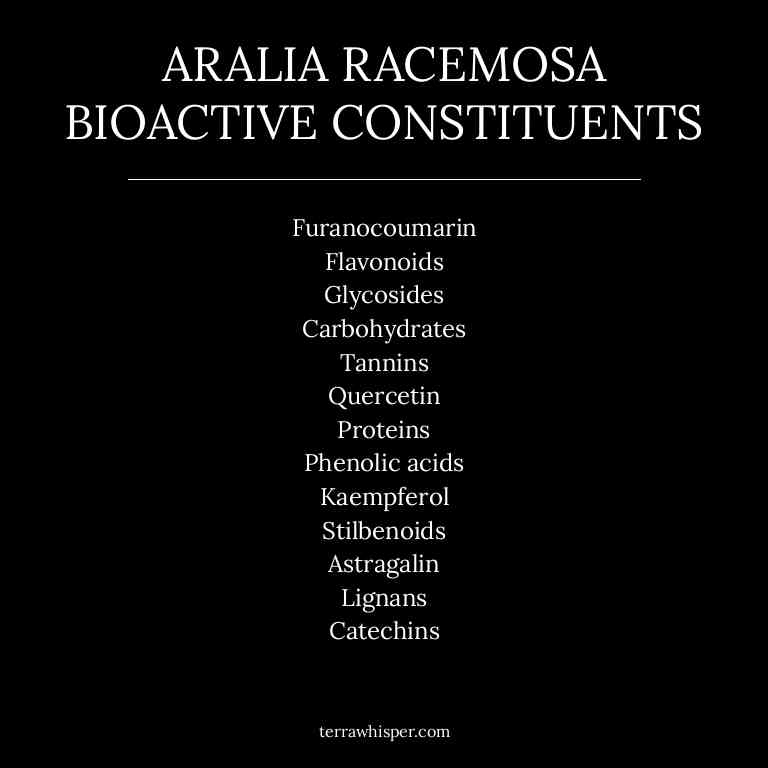 ARALIA RACEMOSA
BIOACTIVE CONSTITUENTS
Furanocoumarin
Flavonoids
Glycosides
Carbohydrates
Tannins
Quercetin
Proteins
Phenolic acids
Kaempferol
Stilbenoids
Astragalin
Lignans
Catechins
terrawhisper.com